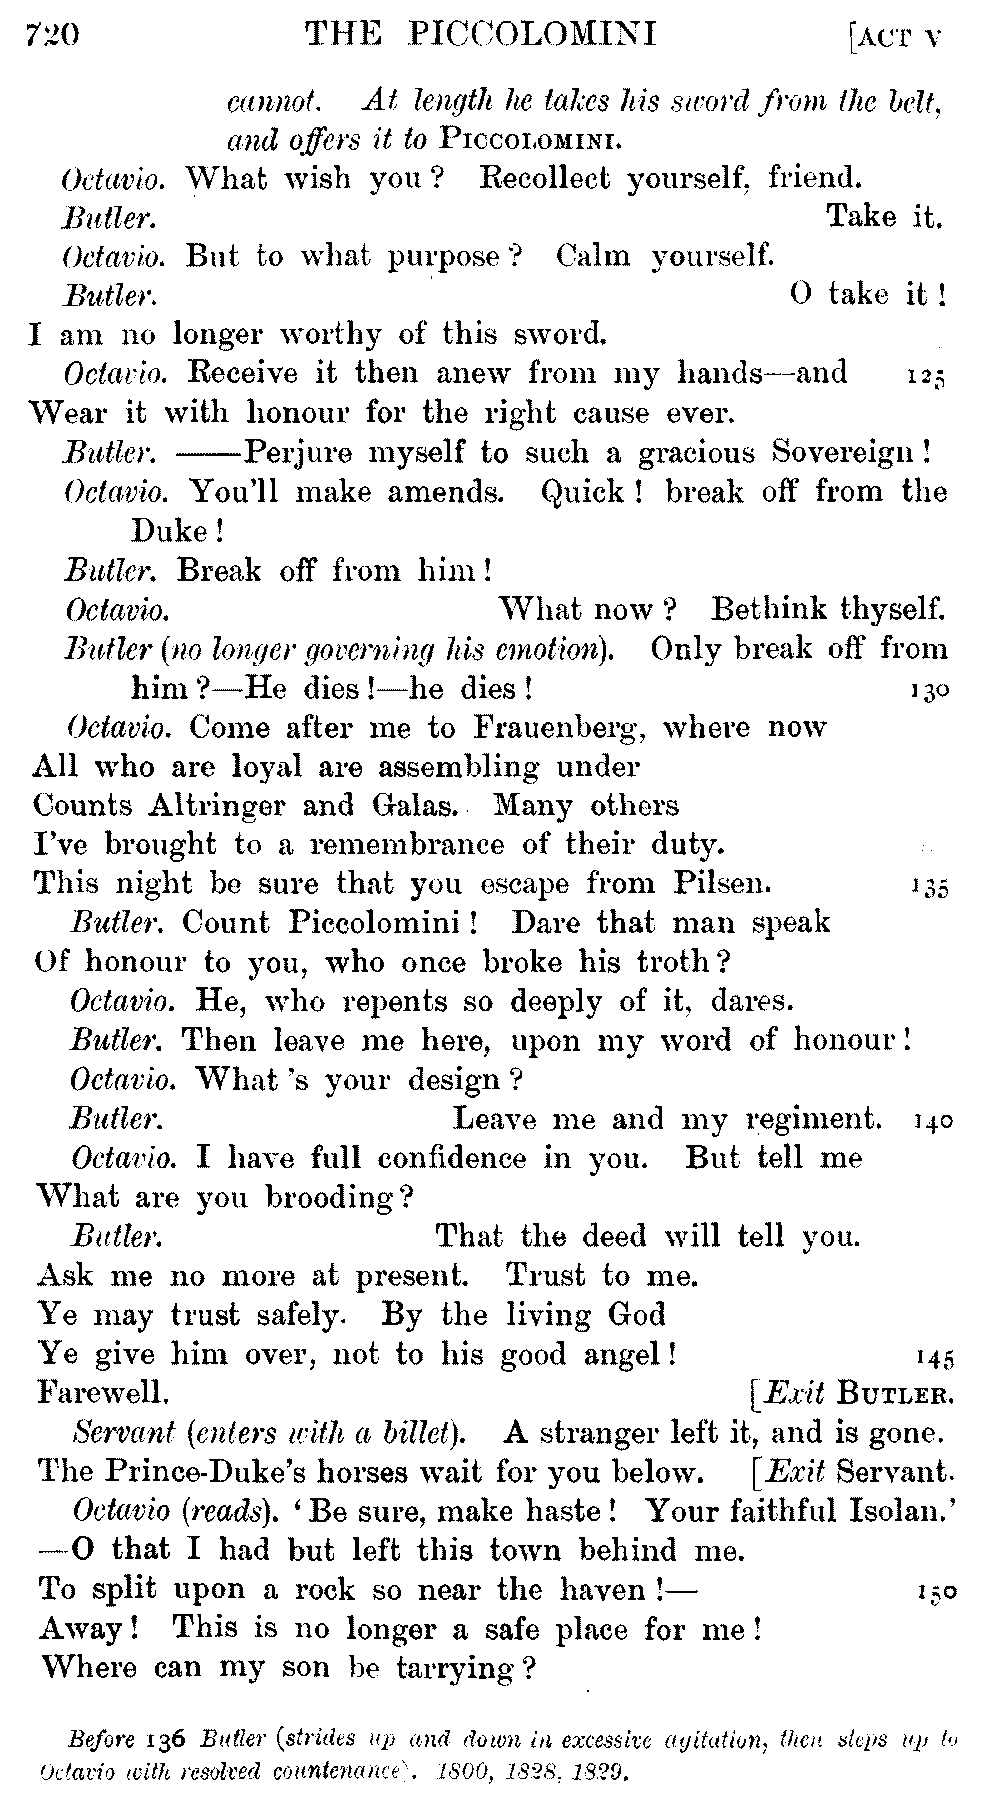 720 THE PICCOLOMINI [ACT V
cannot. At length he takes his sword from the belt,
and offers it to PICCOLOMINI.
Octavio. What wish you? Recollect yourself, friend.
Butler. Take it.
Octavio. But to what purpose? Calm yourself.
Butler. O take it!
I am no longer worthy of this sword.
Octavio. Receive it then anew from my hands—and 125
Wear it with honour for the right cause ever.
Butler. ——Perjure myself to such a gracious Sovereign!
Octavio. You'll make amends. Quick! break off from the
Duke!
Butler. Break off from him!
Octavio. What now? Bethink thyself.
Butler (no longer governing his emotion). Only break off from
him?—He dies!—he dies! 130
Octavio. Come after me to Frauenberg, where now
All who are loyal are assembling under
Counts Altringer and Galas. Many others
I've brought to a remembrance of their duty.
This night be sure that you escape from Pilsen. 135
Butler. Count Piccolomini! Dare that man speak
Of honour to you, who once broke his troth?
Octavio. He, who repents so deeply of it, dares.
Butler. Then leave me here, upon my word of honour!
Octavio. What 's your design?
Butler. Leave me and my regiment. 140
Octavio. I have full confidence in you. But tell me
What are you brooding?
Butler. That the deed will tell you.
Ask me no more at present. Trust to me.
Ye may trust safely. By the living God
Ye give him over, not to his good angel! 145
Farewell. [Exit BUTLER.
Servant (enters with a billet). A stranger left it, and is gone.
The Prince-Duke's horses wait for you below. [Exit Servant.
Octavio (reads). 'Be sure, make haste! Your faithful Isolan.'
—O that I had but left this town behind me.
To split upon a rock so near the haven!— 150
Away! This is no longer a safe place for me!
Where can my son be tarrying?
Before 136 Butler (strides up and down in excessive agitation, then steps up to
Octavio with resolved countenance). 1800, 1828, 1829.